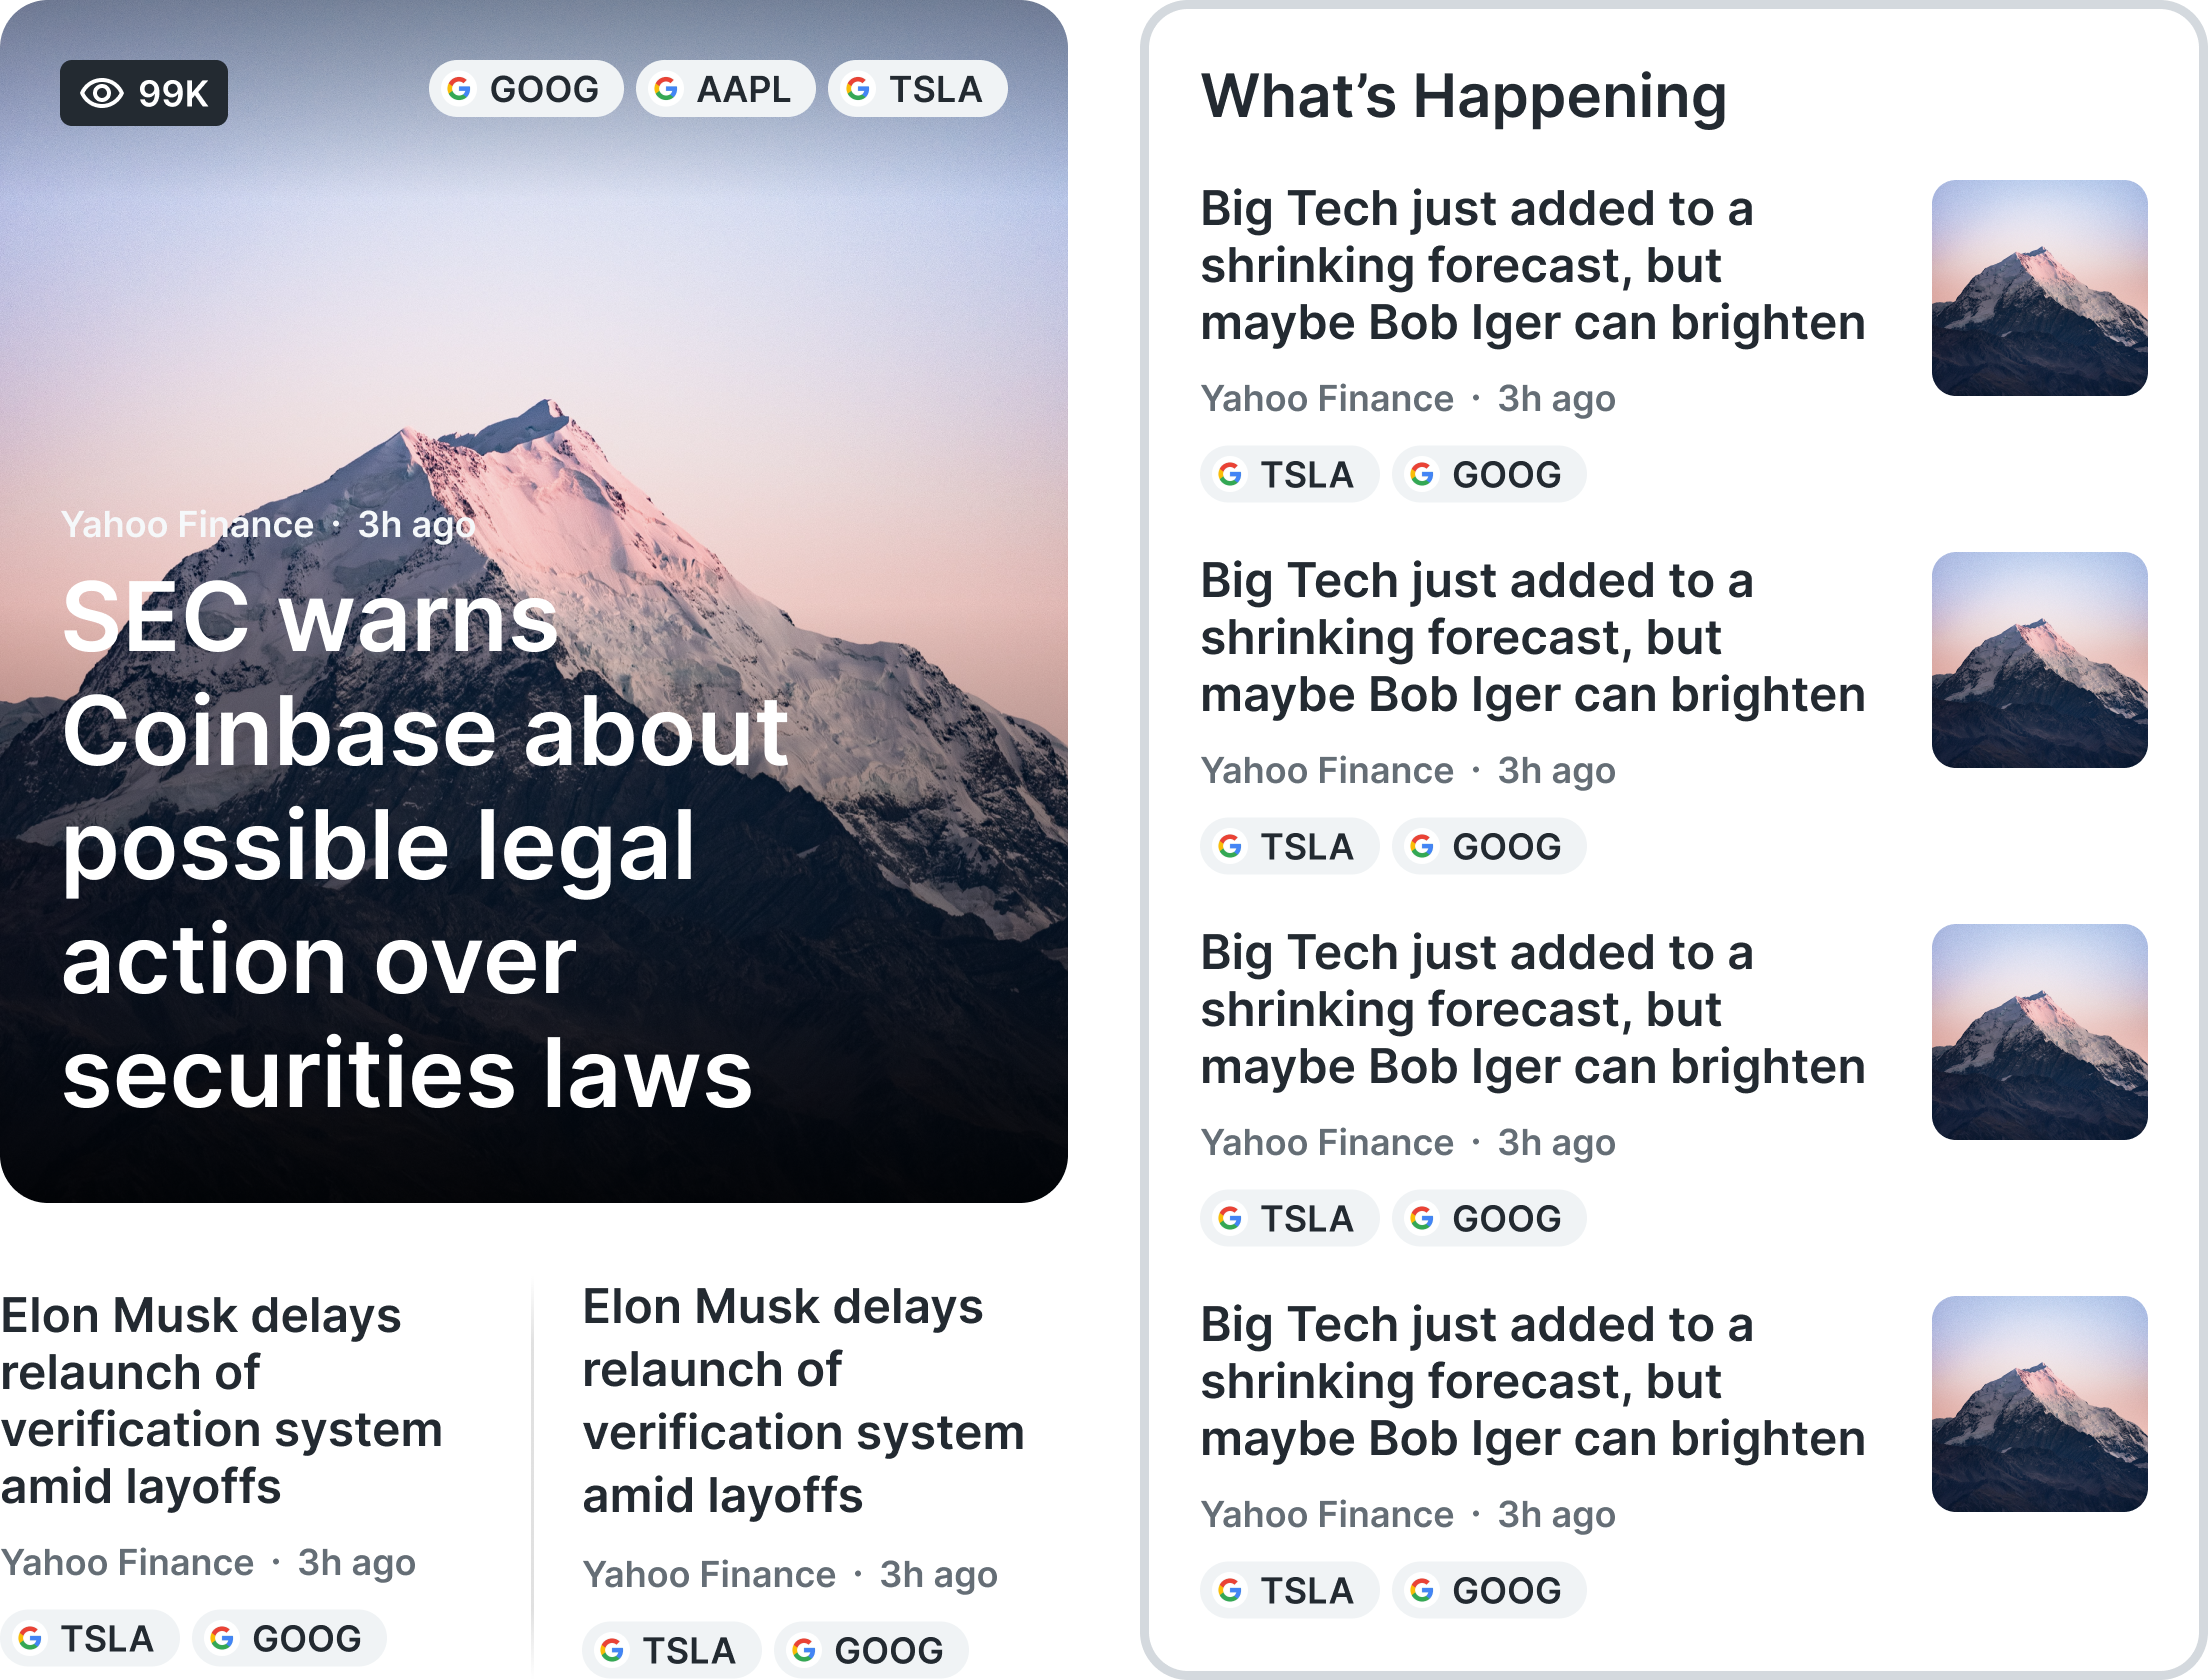 99K
GOOG AAPL TSLA
Yahoo Finance · 3h ago
SEC warns
Coinbase about
possible legal
action over
securities laws
Elon Musk delays
relaunch of
verification system
amid layoffs
Yahoo Finance · 3h ago
TSLA GOOG
Elon Musk delays
relaunch of
verification system
amid layoffs
Yahoo Finance · 3h ago
TSLA GOOG
What’s Happening
Big Tech just added to a
shrinking forecast, but
maybe Bob Iger can brighten
Yahoo Finance · 3h ago
TSLA GOOG
Big Tech just added to a
shrinking forecast, but
maybe Bob Iger can brighten
Yahoo Finance · 3h ago
TSLA GOOG
Big Tech just added to a
shrinking forecast, but
maybe Bob Iger can brighten
Yahoo Finance · 3h ago
TSLA GOOG
Big Tech just added to a
shrinking forecast, but
maybe Bob Iger can brighten
Yahoo Finance · 3h ago
TSLA GOOG